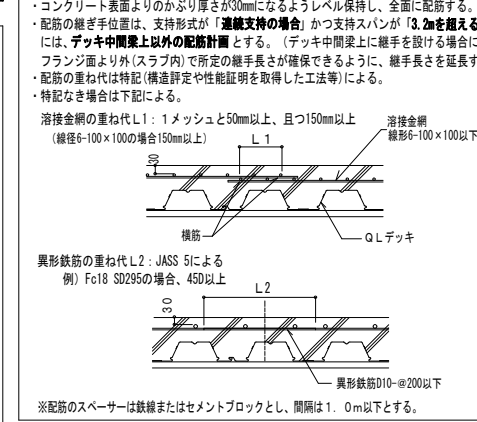 ・コンクリート表面よりのかぶり厚さが30mmになるようレベル保持し、全面に配筋する。
・配筋の継ぎ手位置は、支持形式が「連続支持の場合」かつ支持スパンが「3.2mを超える
には、デッキ中間梁上以外の配筋計画とする。（デッキ中間梁上に継手を設ける場合に
フランジ面より外(スラブ内)で所定の継手長さが確保できるように、継手長さを延長す
・配筋の重ね代は特記(構造評定や性能証明を取得した工法等)による。
・特記なき場合は下記による。
溶接金網の重ね代L1：1メッシュと50mm以上、且つ150mm以上
（線径6-100×100の場合150mm以上）
溶接金網
線形6-100×100以下
L1
30
横筋
QLデッキ
異形鉄筋の重ね代L2：JASS 5による
例）Fc18 SD295の場合、45D以上
L2
30
異形鉄筋D10-@200以下
※配筋のスペーサーは鉄線またはセメントブロックとし、間隔は1. 0m以下とする。